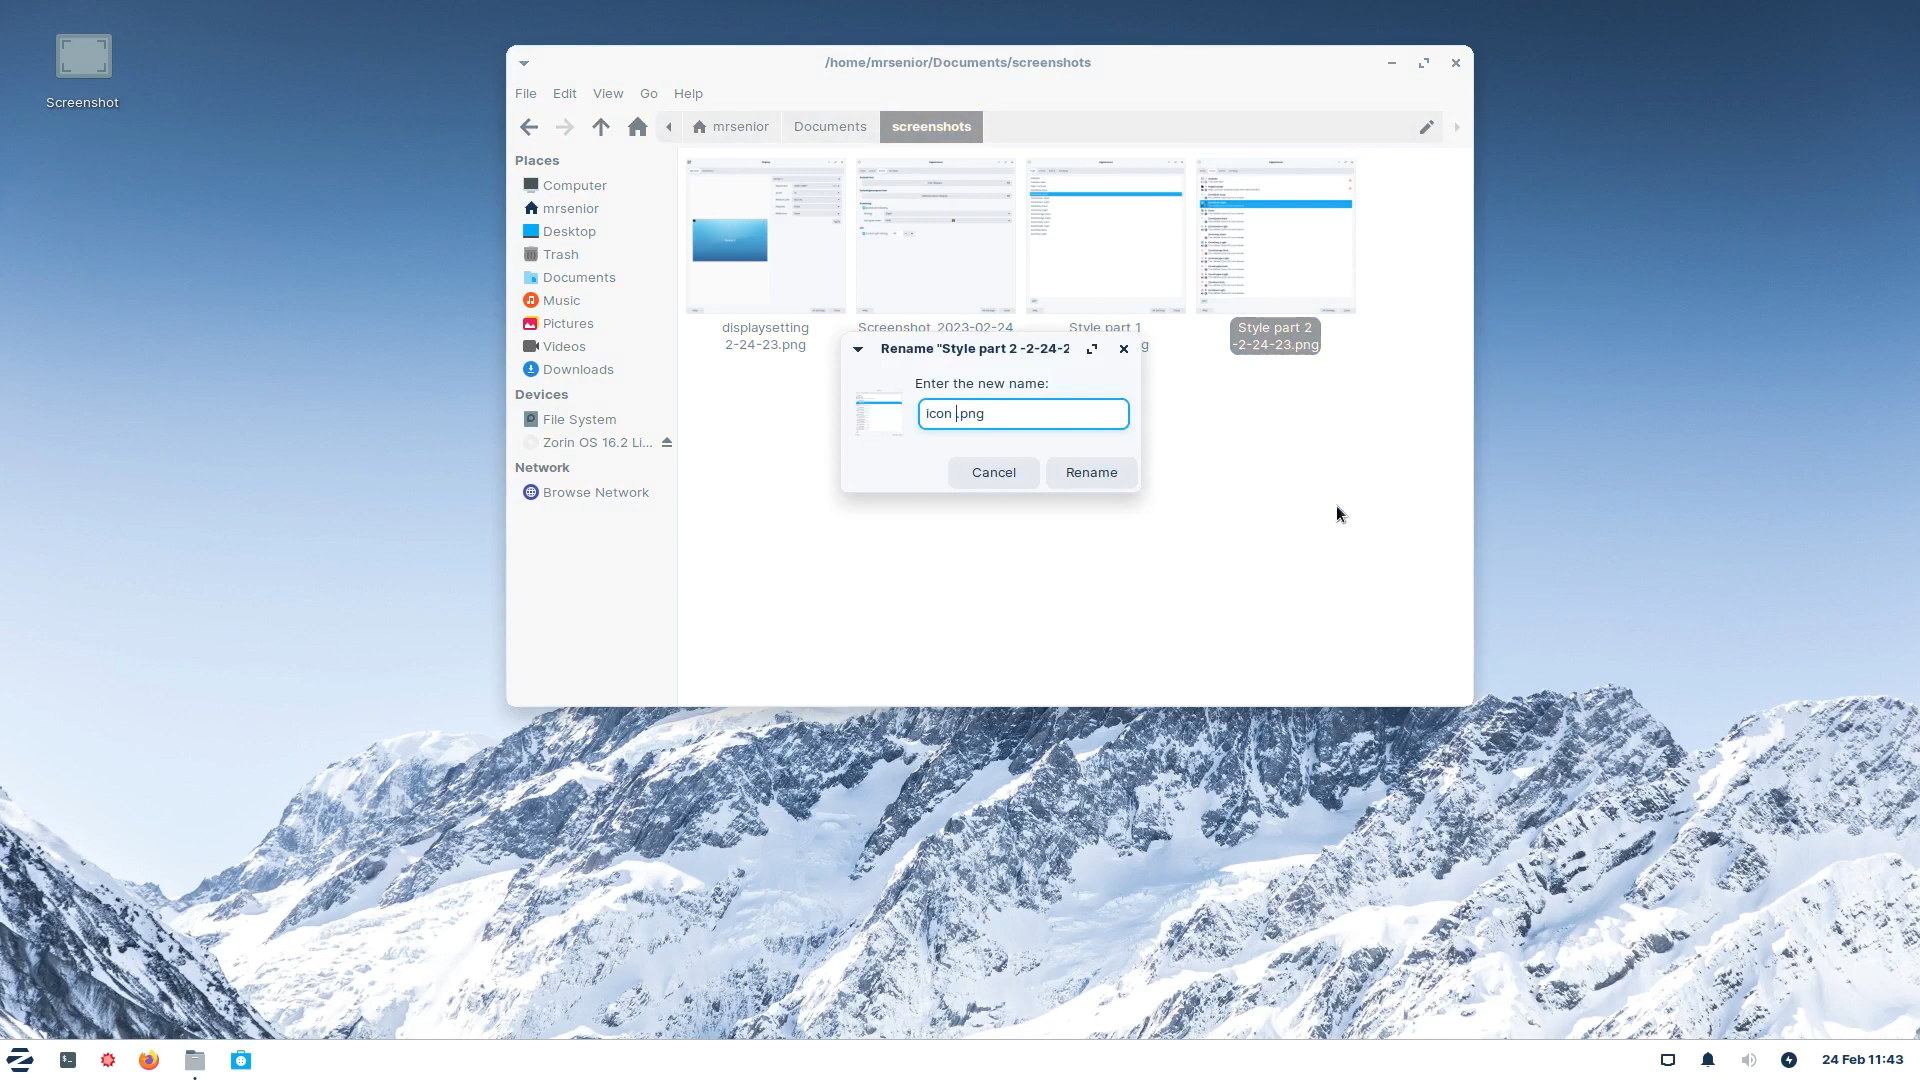 Screenshot
/home/mrsenior/Documents/screenshots
File Edit View Go Help
mrsenior Documents screenshots
Places
Computer
mrsenior
Desktop
Trash
Documents
Music
Pictures
Videos
Downloads
Devices
File System
Zorin OS 16.2 Li...
Network
Browse Network
displaysetting
2-24-23.png
Screenshot_2023-02-24
Style part 1
g
Style part 2
-2-24-23.png
Rename "Style part 2 -2-24-2
Enter the new name:
icon .png
Cancel Rename
24 Feb 11:43